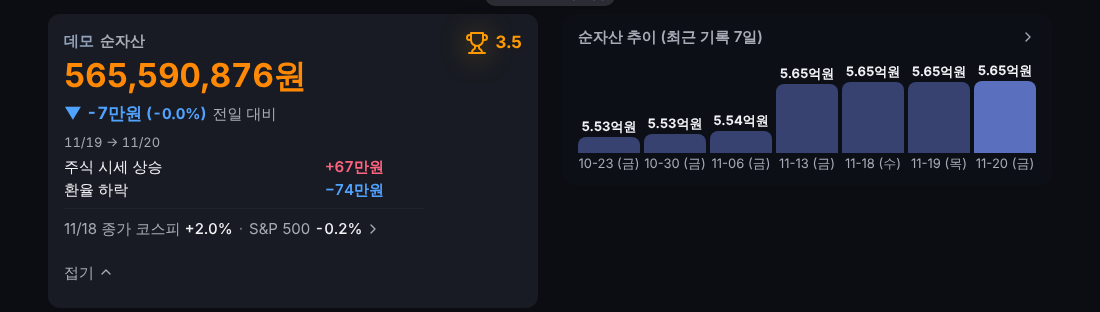 데모 순자산
3.5
565,590,876원
▼ -7만원 (-0.0%) 전일 대비
11/19 → 11/20
주식 시세 상승 +67만원
환율 하락 -74만원
11/18 종가 코스피 +2.0% · S&P 500 -0.2% >
접기 ^
순자산 추이 (최근 기록 7일) >
5.53억원 5.53억원 5.54억원 5.65억원 5.65억원 5.65억원 5.65억원
10-23 (금) 10-30 (금) 11-06 (금) 11-13 (금) 11-18 (수) 11-19 (목) 11-20 (금)